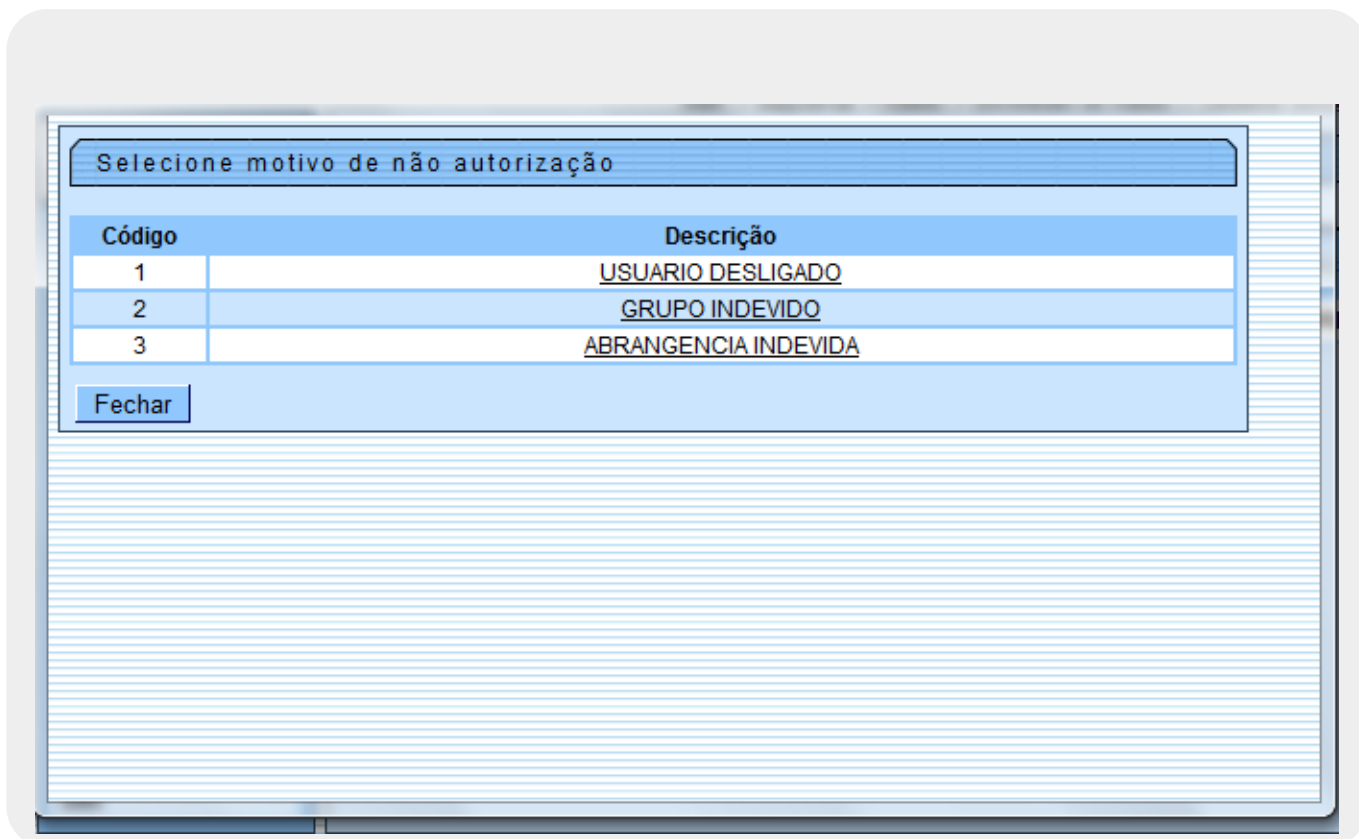 Selecione motivo de não autorização
Código Descrição
1 USUARIO DESLIGADO
2 GRUPO INDEVIDO
3 ABRANGENCIA INDEVIDA
Fechar